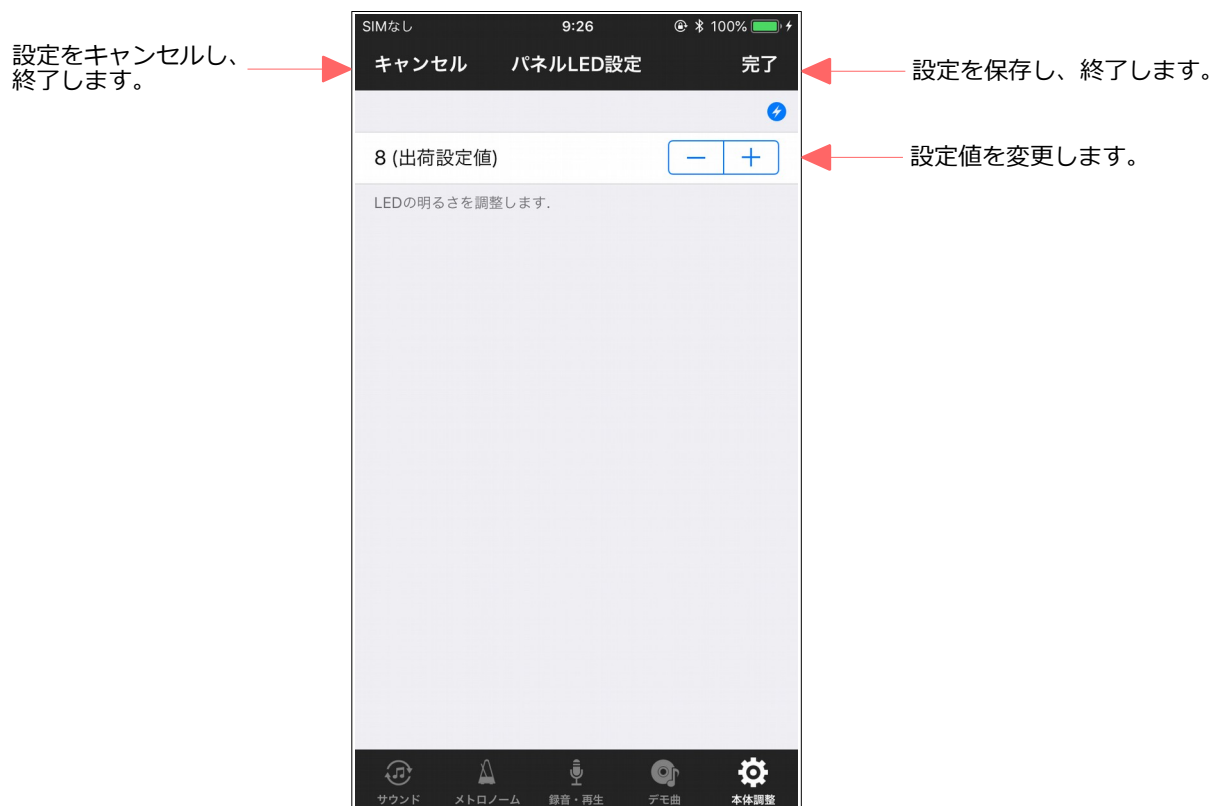 SIMなし 9:26 100%
設定をキャンセルし、
終了します。
キャンセル パネルLED設定 完了
設定を保存し、終了します。
8 (出荷設定値)
設定値を変更します。
LEDの明るさを調整します.
サウンド メトロノーム 録音・再生 デモ曲 本体調整